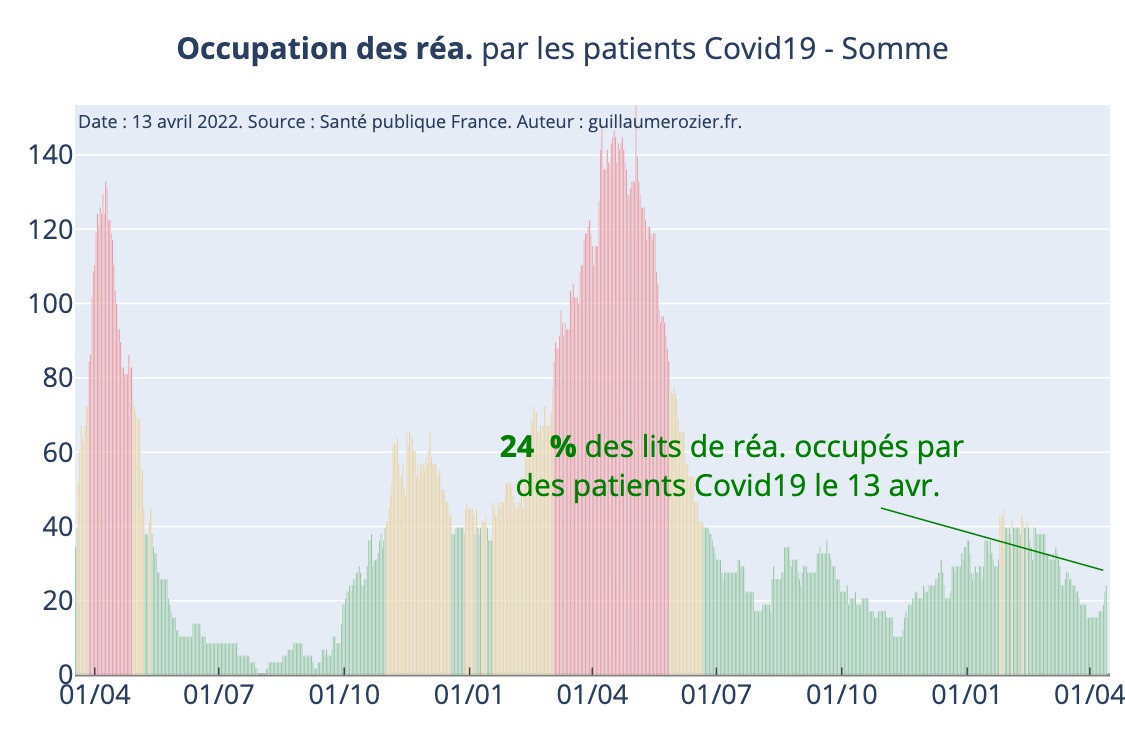 Occupation des réa. par les patients Covid19 - Somme
Date : 13 avril 2022. Source : Santé publique France. Auteur : guillaumerozier.fr.
140
120
100
80
60
40
20
0
24 % des lits de réa. occupés par
des patients Covid19 le 13 avr.
01/04 01/07 01/10 01/01 01/04 01/07 01/10 01/01 01/04